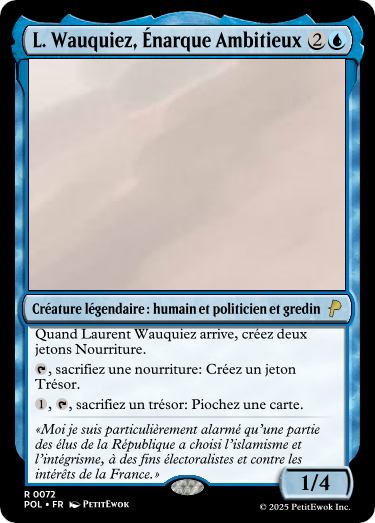 L. Wauquiez, Énarque Ambitieux 2
Créature légendaire : humain et politicien et gredin
Quand Laurent Wauquiez arrive, créez deux
jetons Nourriture.
, sacrifiez une nourriture: Créez un jeton
Trésor.
1, , sacrifiez un trésor: Piochez une carte.
«Moi je suis particulièrement alarmé qu'une partie
des élus de la République a choisi l'islamisme et
l'intégrisme, à des fins électoralistes et contre les
intérêts de la France.»
1/4
R 0072
POL • FR PETITEWOK
© 2025 PetitEwok Inc.